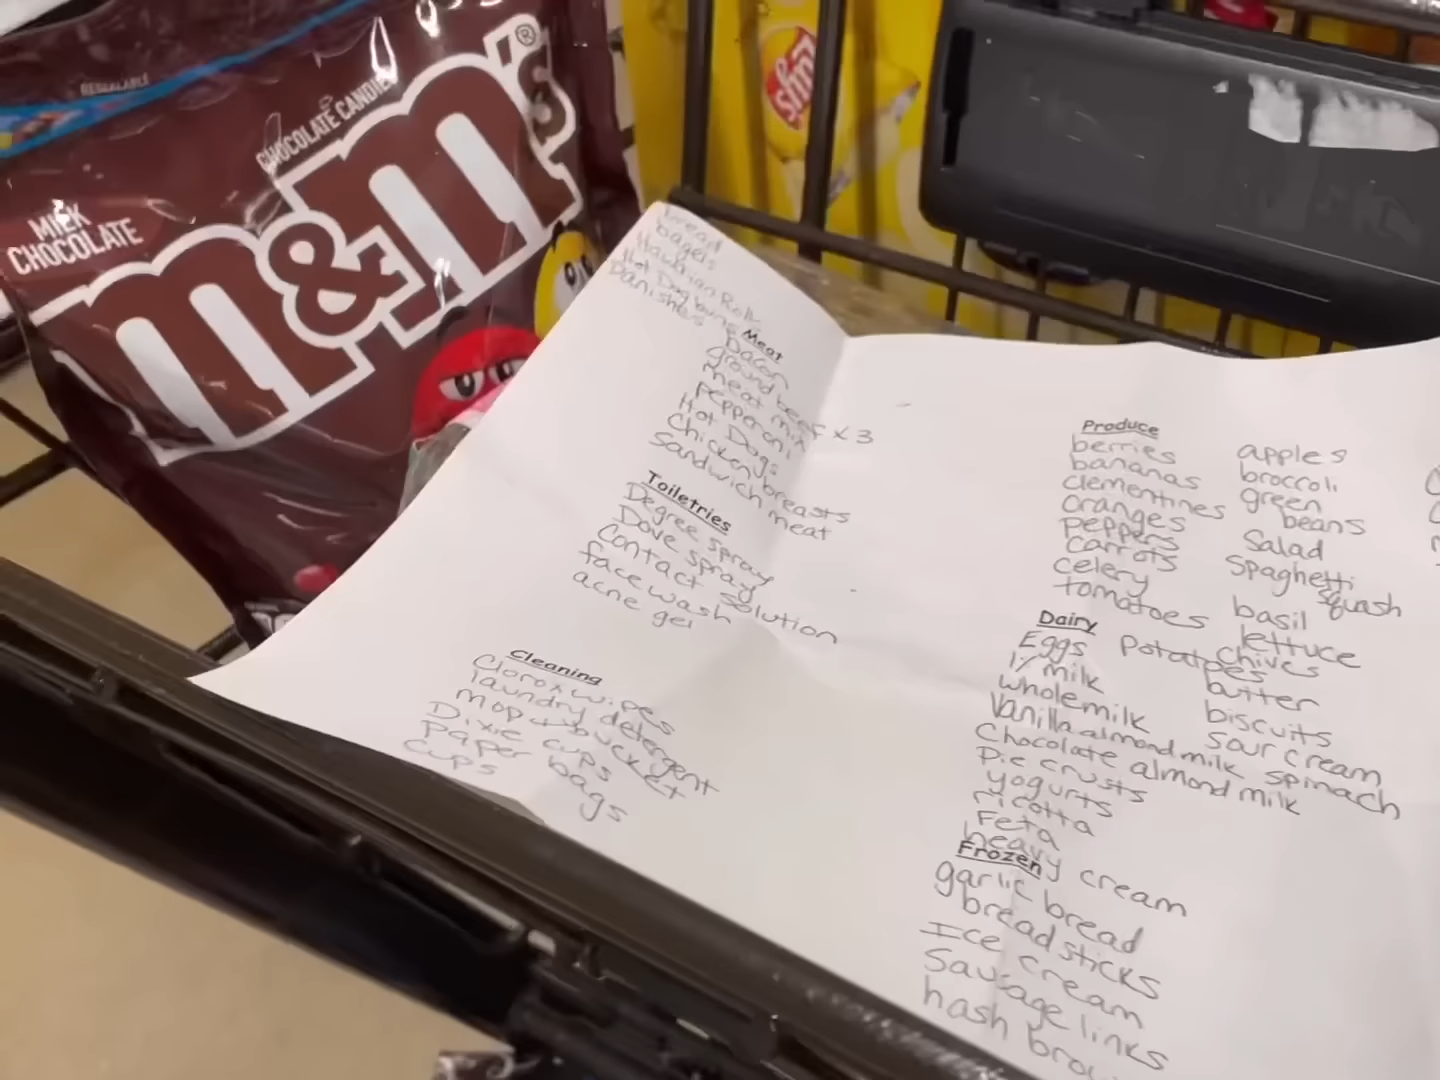 RESEALABLE
CHOCOLATE CANDIES
MILK
CHOCOLATE
m&m's®
bread
bagels
Hawaiian Rolls
Hot Dog buns
Danishes
Meat
bacon
ground beef x3
meat
pepperoni
Hot Dogs
Chicken breasts
Sandwich meat
Toiletries
Degree spray
Dove spray
Contact solution
face wash
acne gel
Cleaning
Clorox wipes
laundry detergent
mop + bucket
Dixie cups
paper bags
cups
Produce
berries
bananas
clementines
oranges
peppers
carrots
celery
tomatoes
apples
broccoli
green
beans
Salad
Spaghetti
squash
basil
lettuce
chives
Potatoes
Dairy
Eggs
1% milk
whole milk
Vanilla almond milk
Chocolate almond milk
Pie crusts
yogurts
ricotta
Feta
heavy cream
butter
biscuits
sour cream
spinach
Frozen
garlic bread
bread sticks
Ice cream
Sausage links
hash